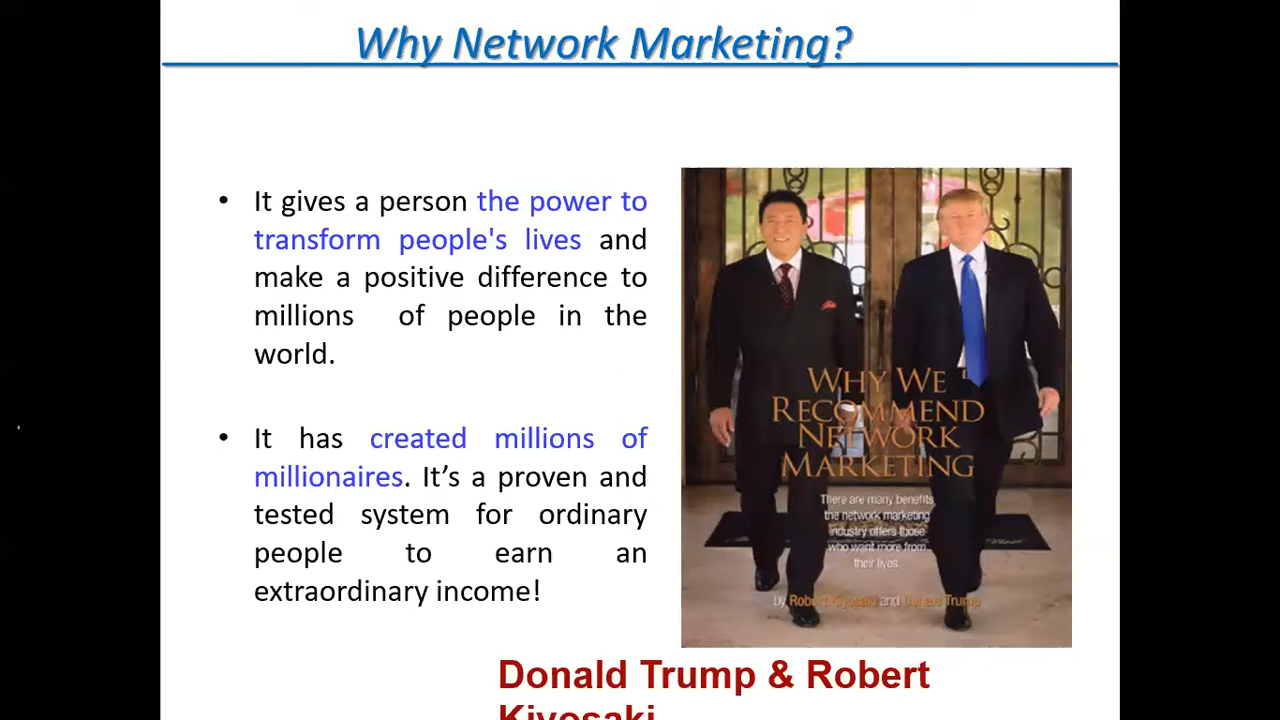 Why Network Marketing?
• It gives a person the power to
transform people's lives and
make a positive difference to
millions of people in the
world.
• It has created millions of
millionaires. It’s a proven and
tested system for ordinary
people to earn an
extraordinary income!
WHY WE
RECOMMEND
NETWORK
MARKETING
There are many benefits
the network marketing
industry offers those
who want more from
their lives.
by Robert Kiyosaki and Donald Trump
Donald Trump & Robert
Kiyosaki